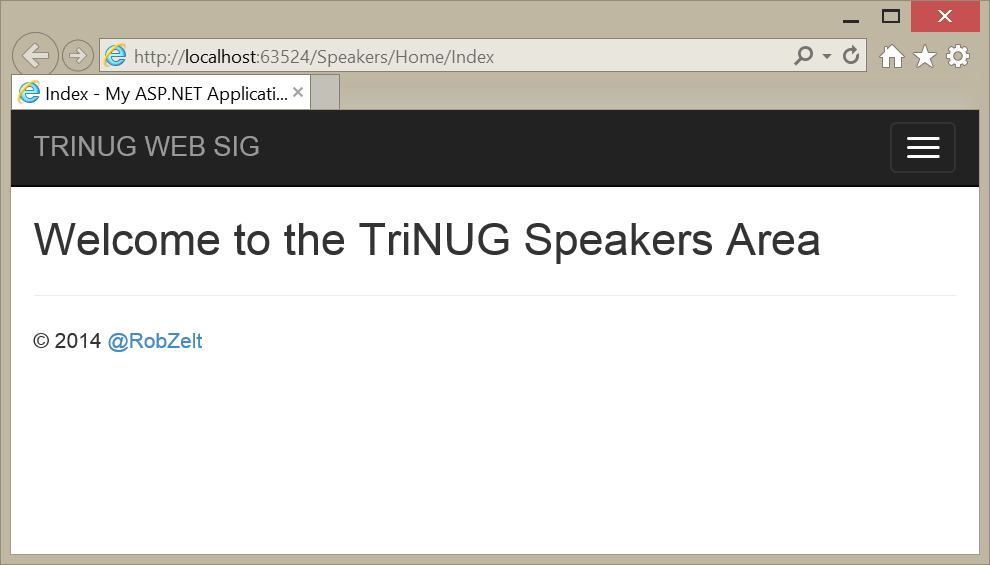 http://localhost:63524/Speakers/Home/Index
Index - My ASP.NET Applicati...
TRINUG WEB SIG
Welcome to the TriNUG Speakers Area
© 2014 @RobZelt